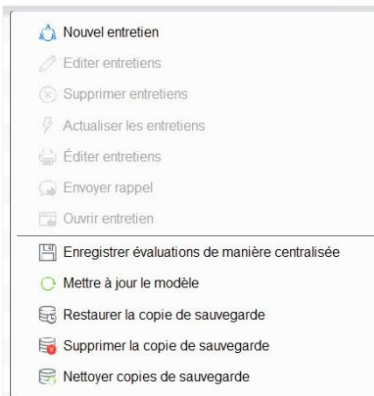 Nouvel entretien
Editer entretiens
Supprimer entretiens
Actualiser les entretiens
Éditer entretiens
Envoyer rappel
Ouvrir entretien
Enregistrer évaluations de manière centralisée
Mettre à jour le modèle
Restaurer la copie de sauvegarde
Supprimer la copie de sauvegarde
Nettoyer copies de sauvegarde